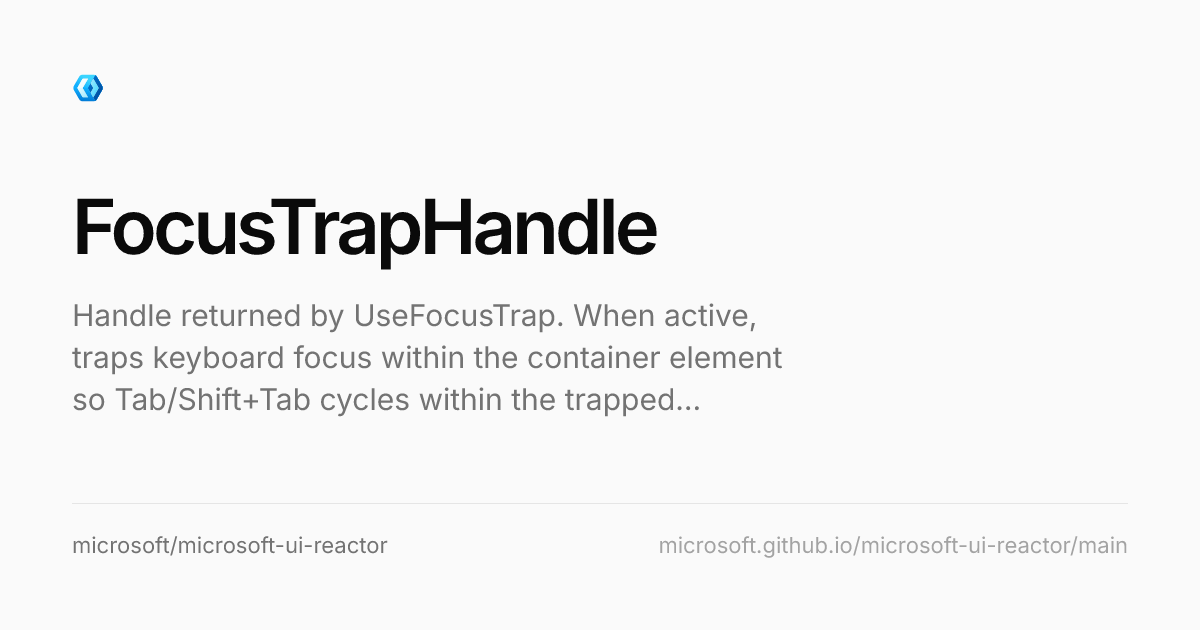 FocusTrapHandle
Handle returned by UseFocusTrap. When active,
traps keyboard focus within the container element
so Tab/Shift+Tab cycles within the trapped...
microsoft/microsoft-ui-reactor
microsoft.github.io/microsoft-ui-reactor/main